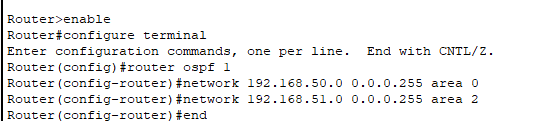 Router>enable
Router#configure terminal
Enter configuration commands, one per line.  End with CNTL/Z.
Router(config)#router ospf 1
Router(config-router)#network 192.168.50.0 0.0.0.255 area 0
Router(config-router)#network 192.168.51.0 0.0.0.255 area 2
Router(config-router)#end